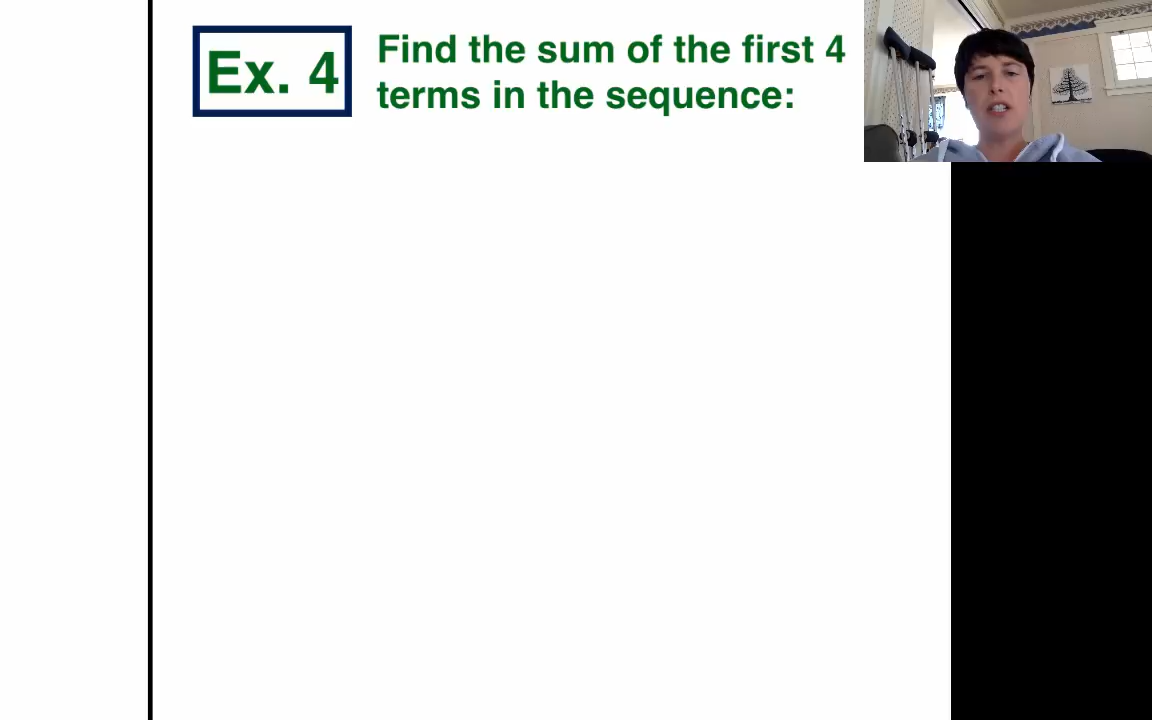 Ex. 4
Find the sum of the first 4
terms in the sequence: